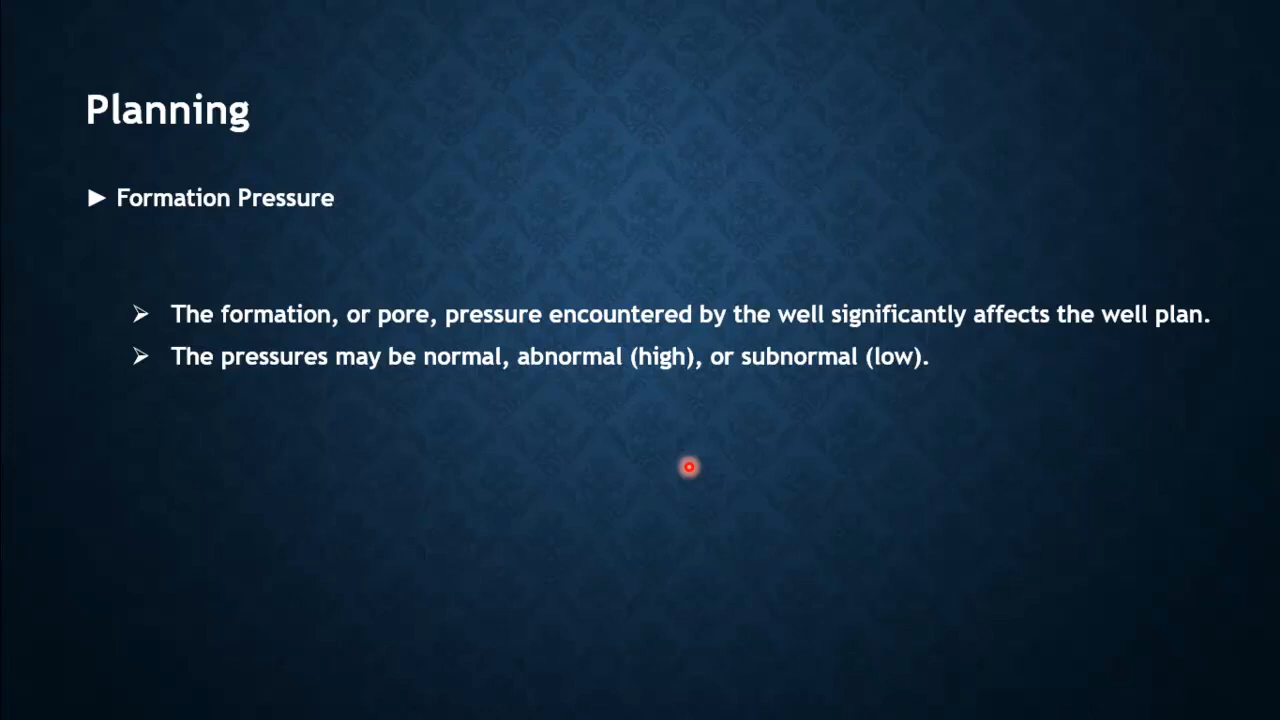 Planning
► Formation Pressure
➢ The formation, or pore, pressure encountered by the well significantly affects the well plan.
➢ The pressures may be normal, abnormal (high), or subnormal (low).